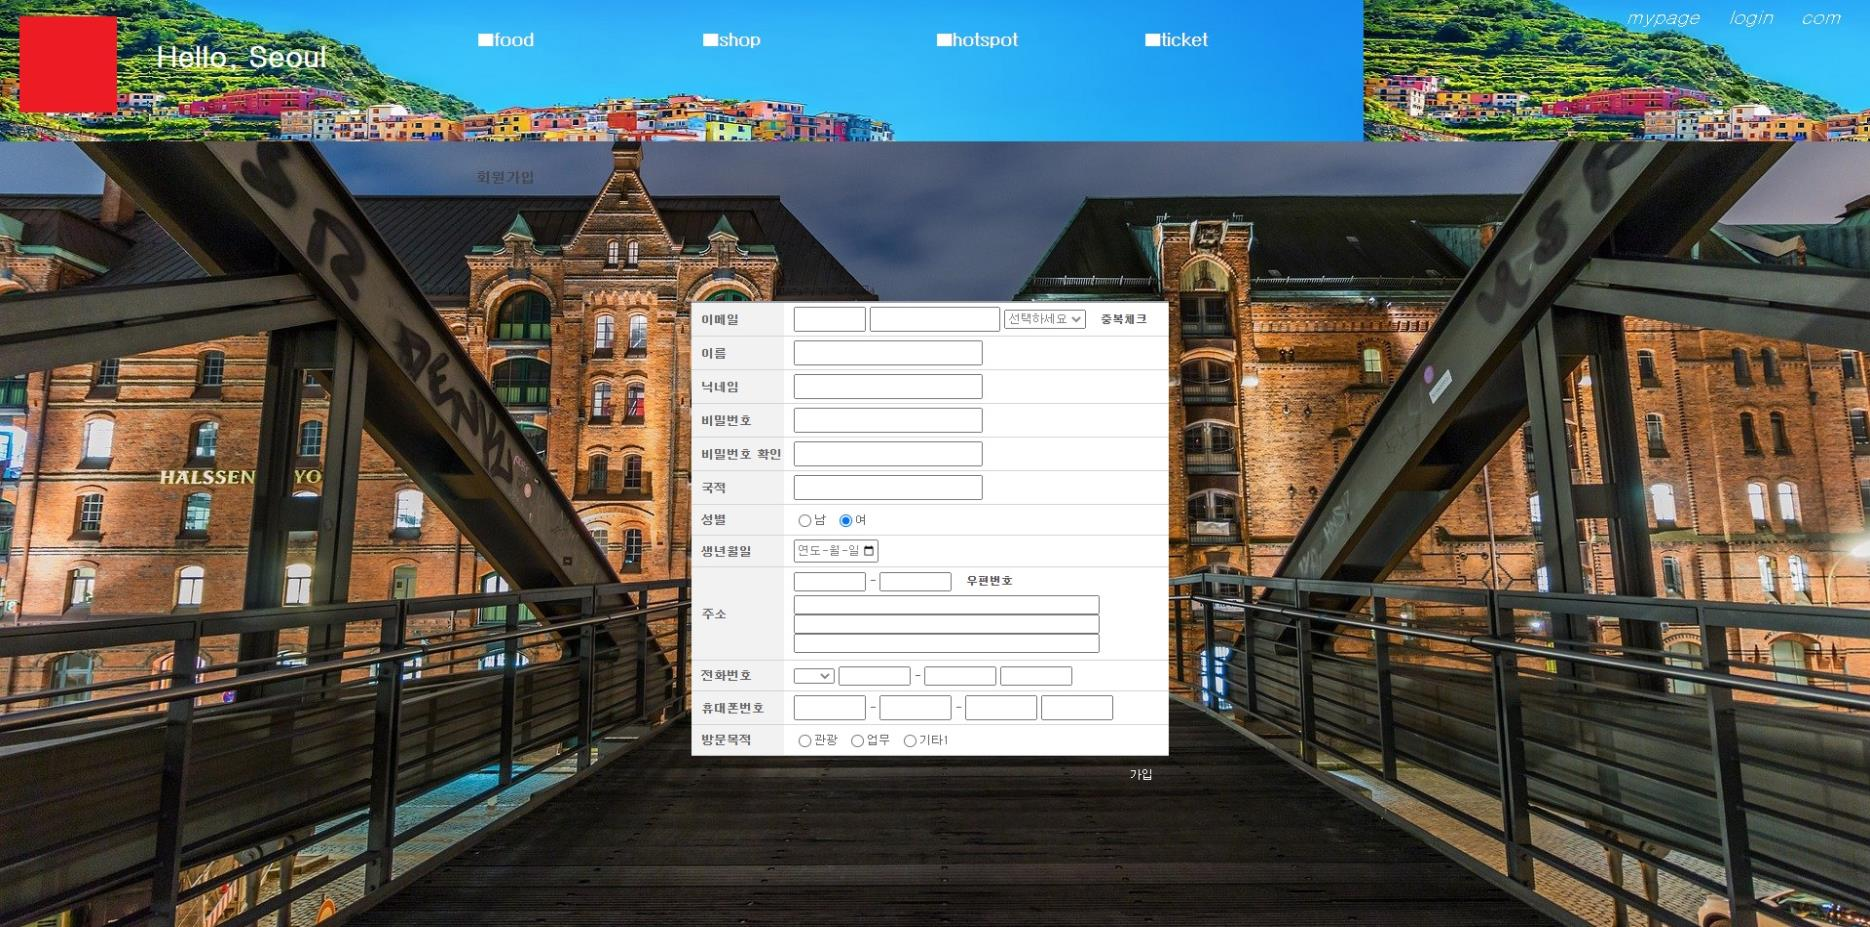 mypage login com
■food ■shop ■hotspot ■ticket
Hello, Seoul
회원가입
이메일 선택하세요 중복체크
이름
닉네임
비밀번호
비밀번호 확인
국적
성별 남 여
생년월일 연도-월-일
주소 - 우편번호
전화번호 -
휴대폰번호 - -
방문목적 관광 업무 기타1
가입
HALSSEN YO